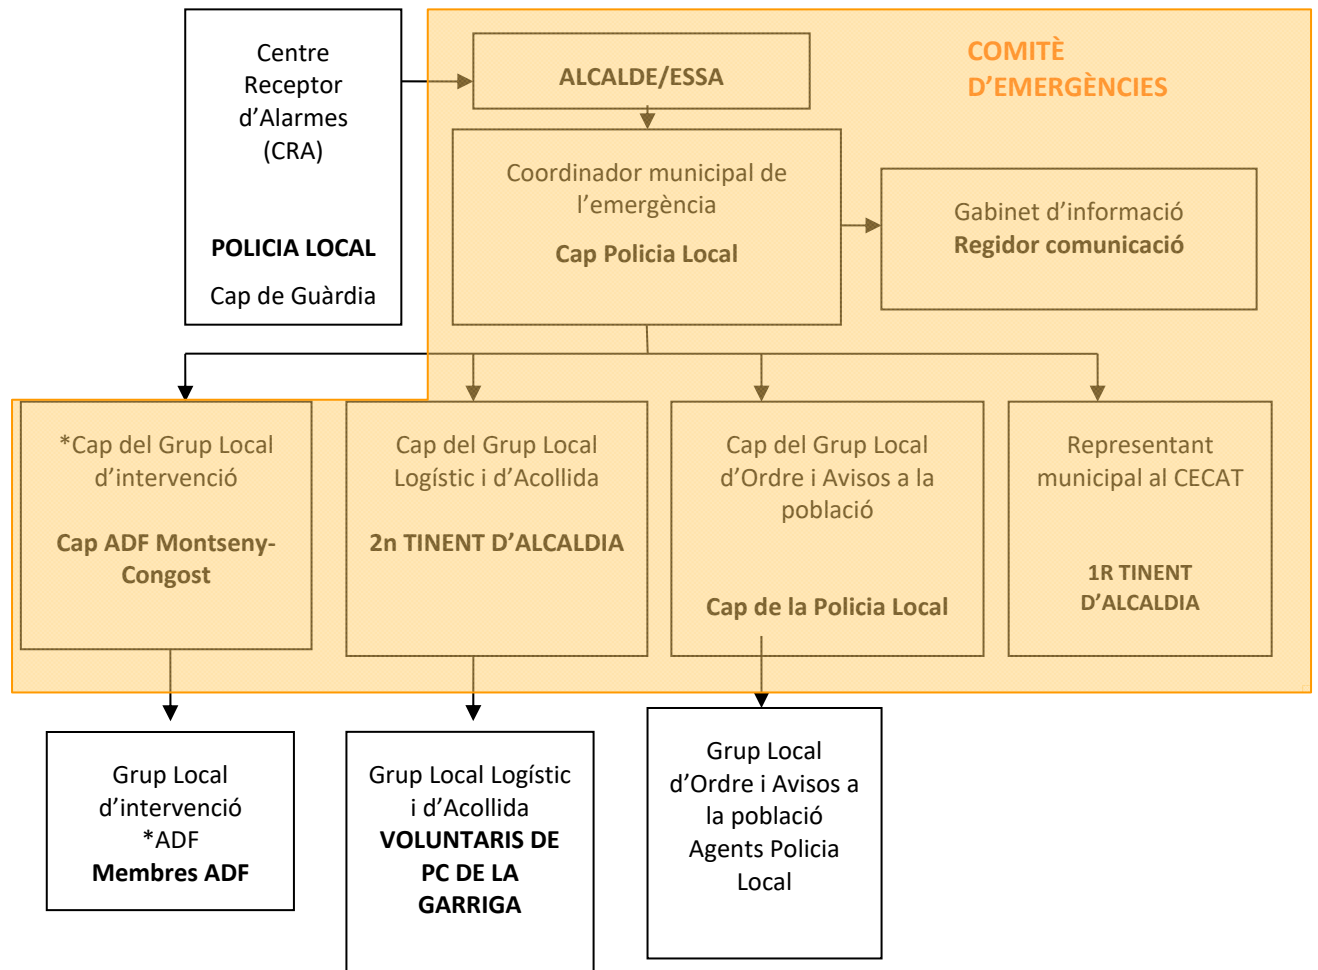 Centre
Receptor
d’Alarmes
(CRA)
POLICIA LOCAL
Cap de Guàrdia
ALCALDE/ESSA
COMITÈ
D’EMERGÈNCIES
Coordinador municipal de
l’emergència
Cap Policia Local
Gabinet d’informació
Regidor comunicació
*Cap del Grup Local
d’intervenció
Cap ADF Montseny-
Congost
Cap del Grup Local
Logístic i d’Acollida
2n TINENT D’ALCALDIA
Cap del Grup Local
d’Ordre i Avisos a la
població
Cap de la Policia Local
Representant
municipal al CECAT
1R TINENT
D’ALCALDIA
Grup Local
d’intervenció
*ADF
Membres ADF
Grup Local Logístic
i d’Acollida
VOLUNTARIS DE
PC DE LA
GARRIGA
Grup Local
d’Ordre i Avisos a
la població
Agents Policia
Local